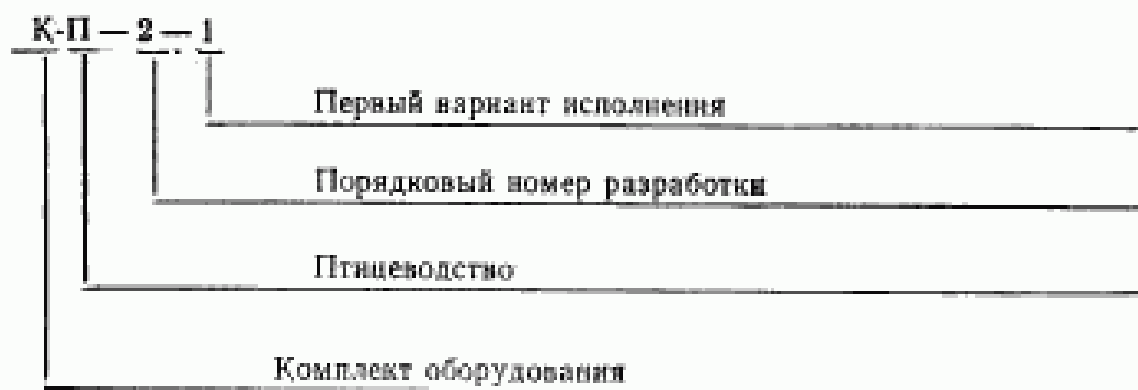 К-П — 2 — 1
Первый вариант исполнения
Порядковый номер разработки
Птицеводство
Комплект оборудования